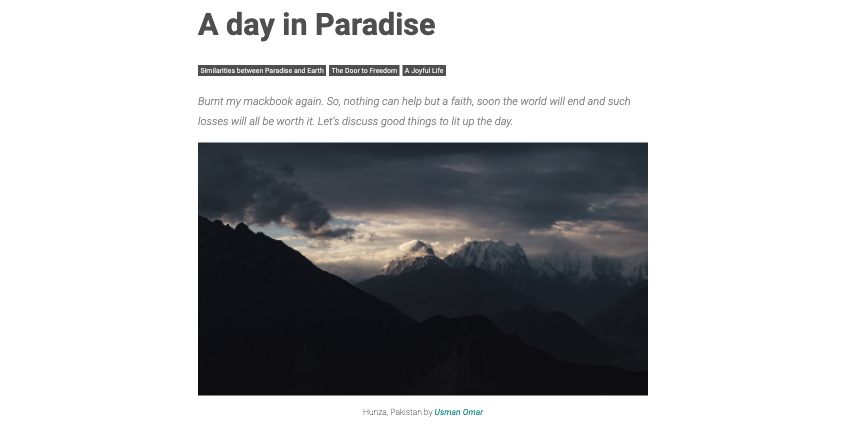 A day in Paradise
Similarities between Paradise and Earth The Door to Freedom A Joyful Life
Burnt my mackbook again. So, nothing can help but a faith, soon the world will end and such
losses will all be worth it. Let's discuss good things to lit up the day.
Hunza, Pakistan by Usman Omar